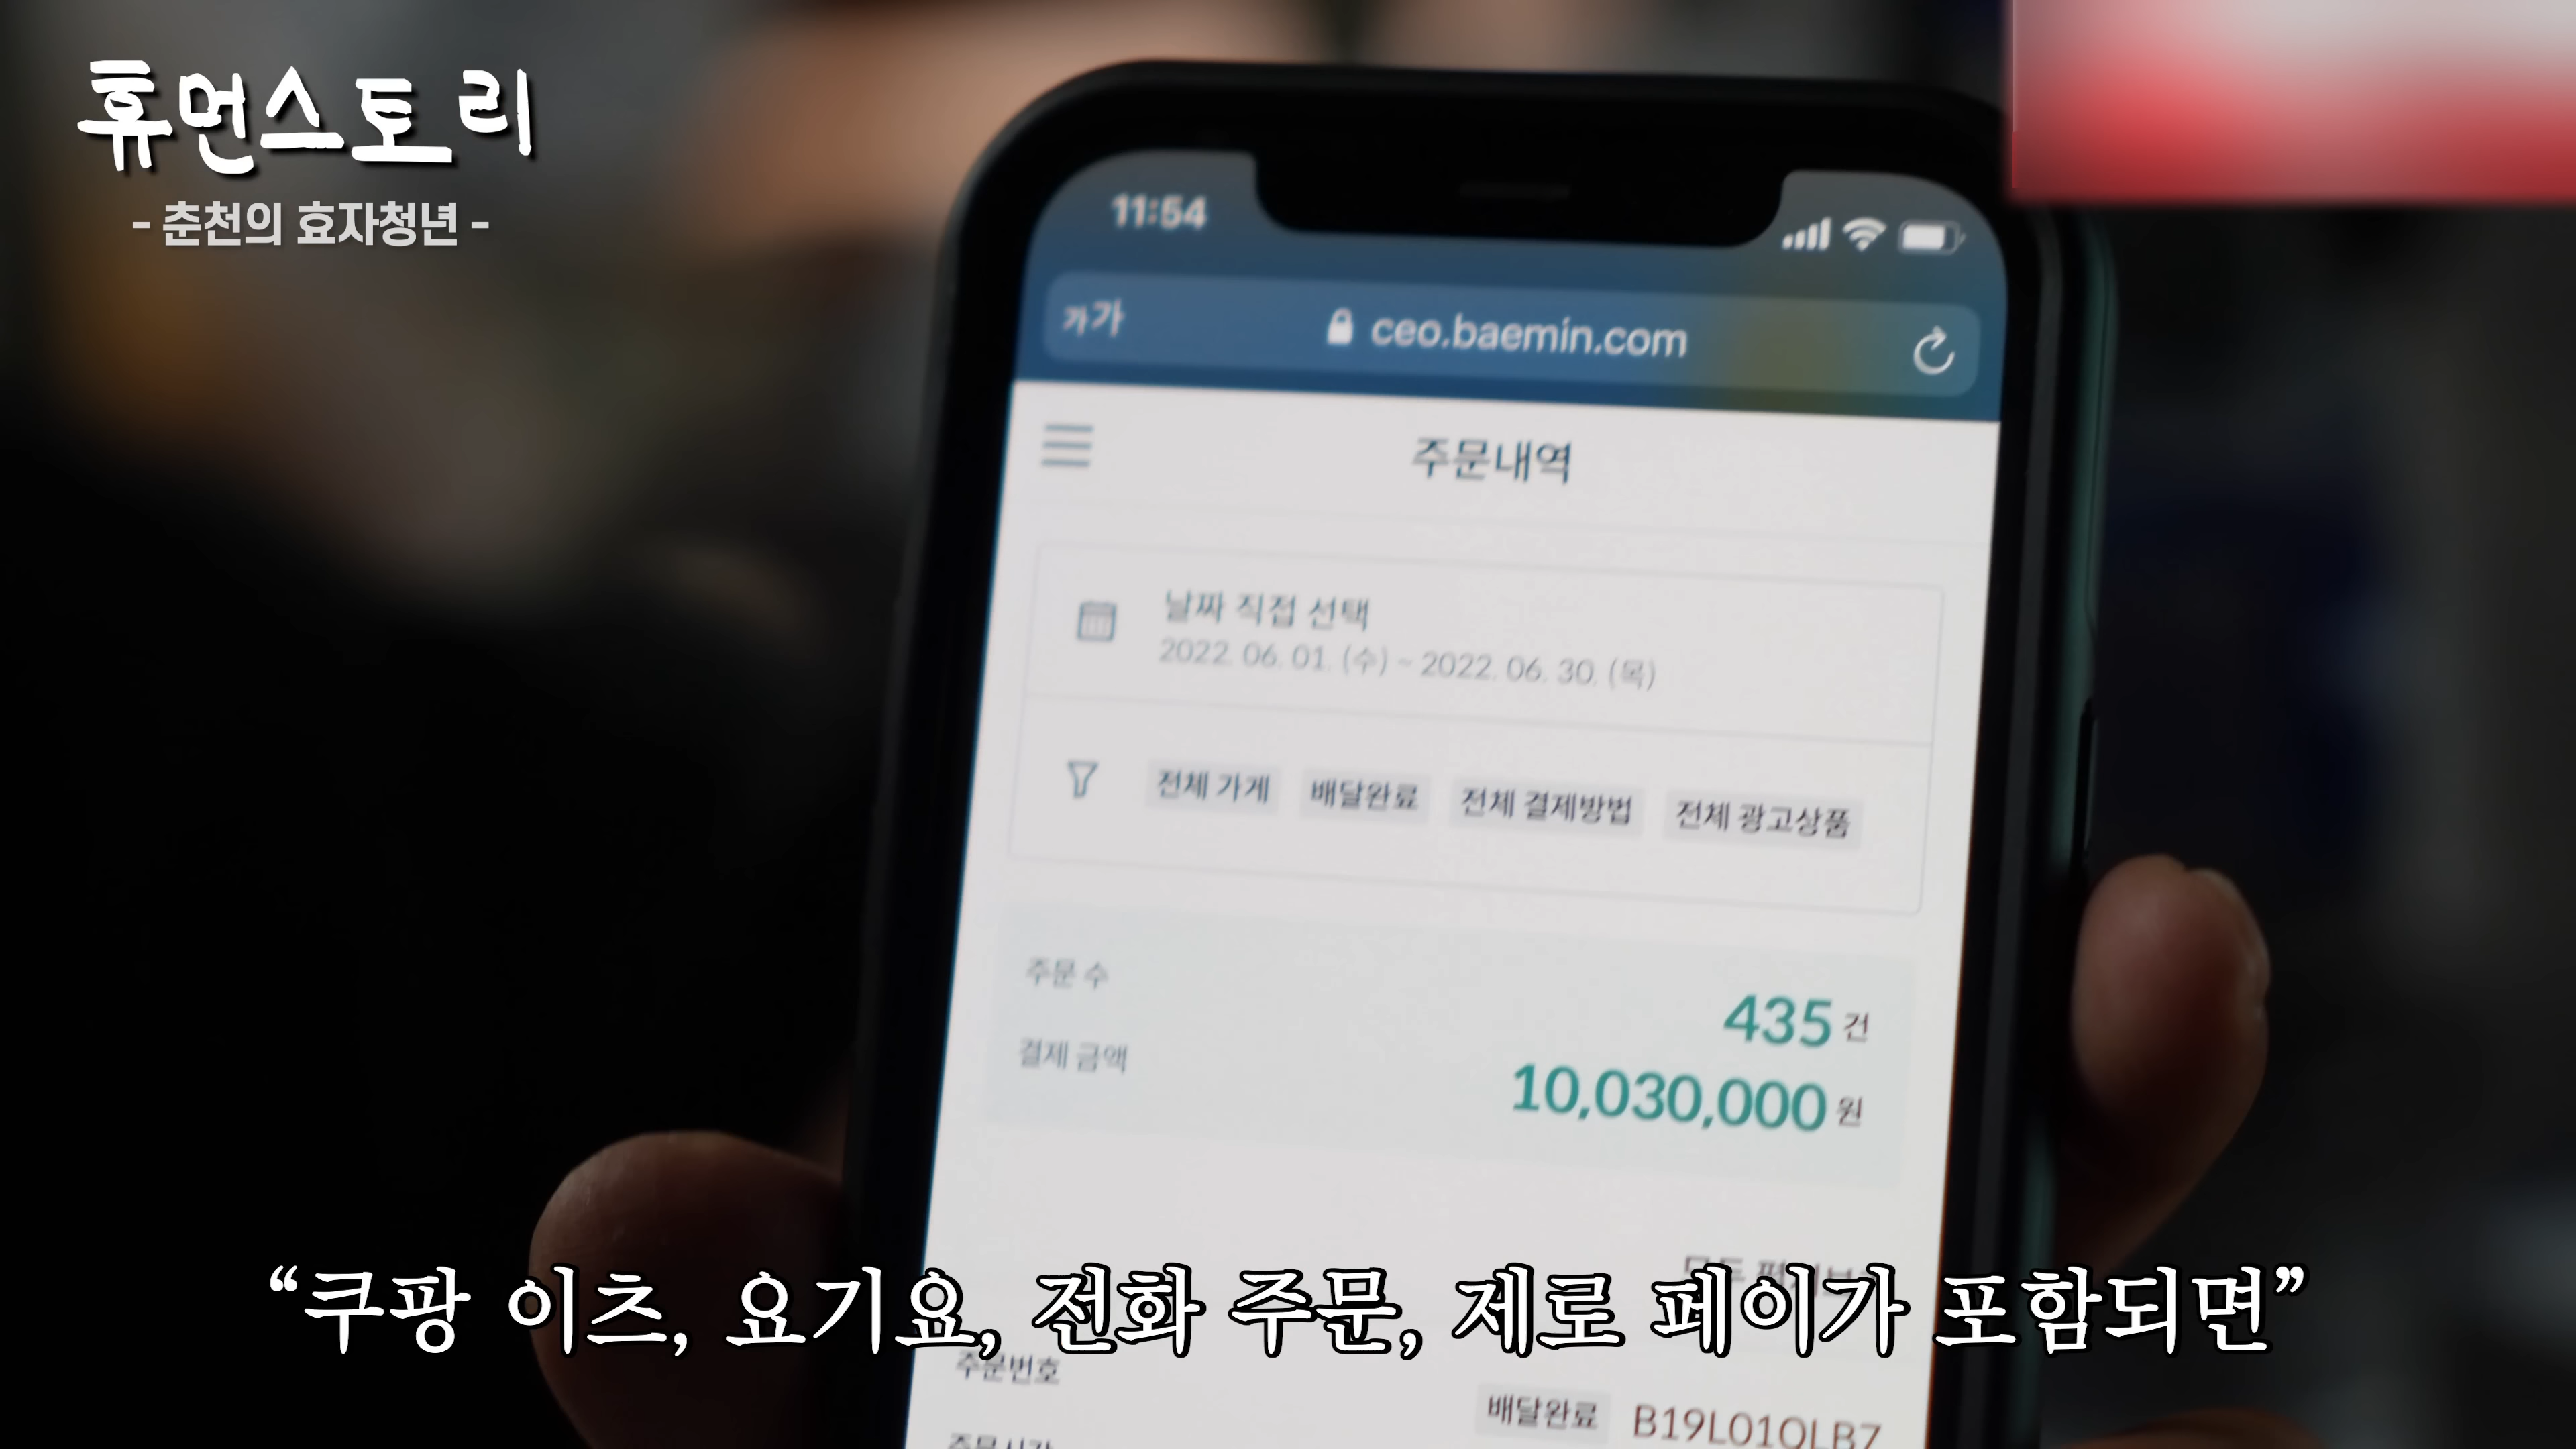 휴먼스토리
- 춘천의 효자청년 -
11:54
가가 ceo.baemin.com
주문내역
날짜 직접 선택
2022. 06. 01. (수) ~ 2022. 06. 30. (목)
전체 가게 배달완료 전체 결제방법 전체 광고상품
주문 수 435 건
결제 금액 10,030,000 원
“쿠팡 이츠, 요기요, 전화 주문, 제로 페이가 포함되면”
주문번호 배달완료
주문시간